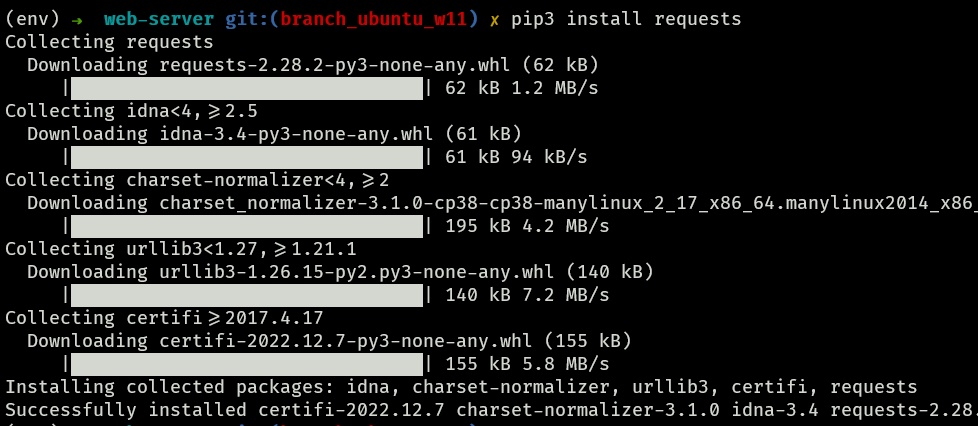 (env) → web-server git:(branch_ubuntu_w11) ✗ pip3 install requests
Collecting requests
Downloading requests-2.28.2-py3-none-any.whl (62 kB)
| | 62 kB 1.2 MB/s
Collecting idna<4,>=2.5
Downloading idna-3.4-py3-none-any.whl (61 kB)
| | 61 kB 94 kB/s
Collecting charset-normalizer<4,>=2
Downloading charset_normalizer-3.1.0-cp38-cp38-manylinux_2_17_x86_64.manylinux2014_x86_
| | 195 kB 4.2 MB/s
Collecting urllib3<1.27,>=1.21.1
Downloading urllib3-1.26.15-py2.py3-none-any.whl (140 kB)
| | 140 kB 7.2 MB/s
Collecting certifi>=2017.4.17
Downloading certifi-2022.12.7-py3-none-any.whl (155 kB)
| | 155 kB 5.8 MB/s
Installing collected packages: idna, charset-normalizer, urllib3, certifi, requests
Successfully installed certifi-2022.12.7 charset-normalizer-3.1.0 idna-3.4 requests-2.28.